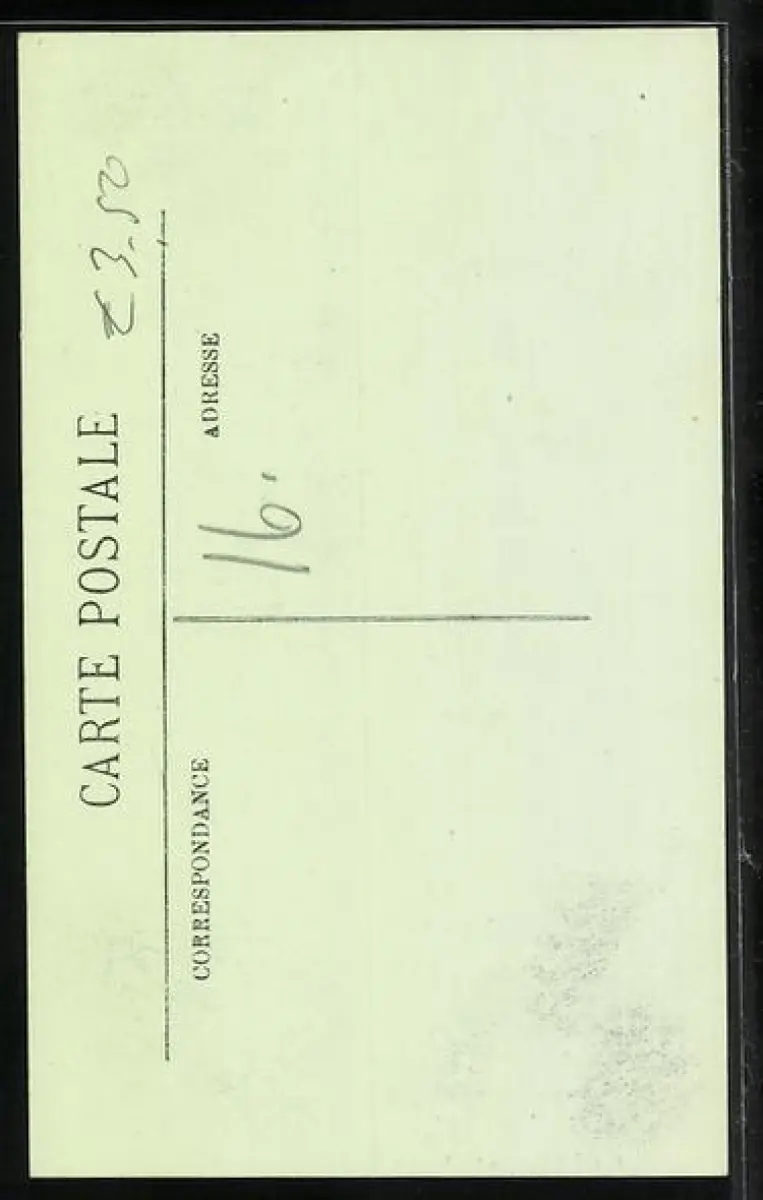 CARTE POSTALE € 3.50
CORRESPONDANCE
ADRESSE
16.